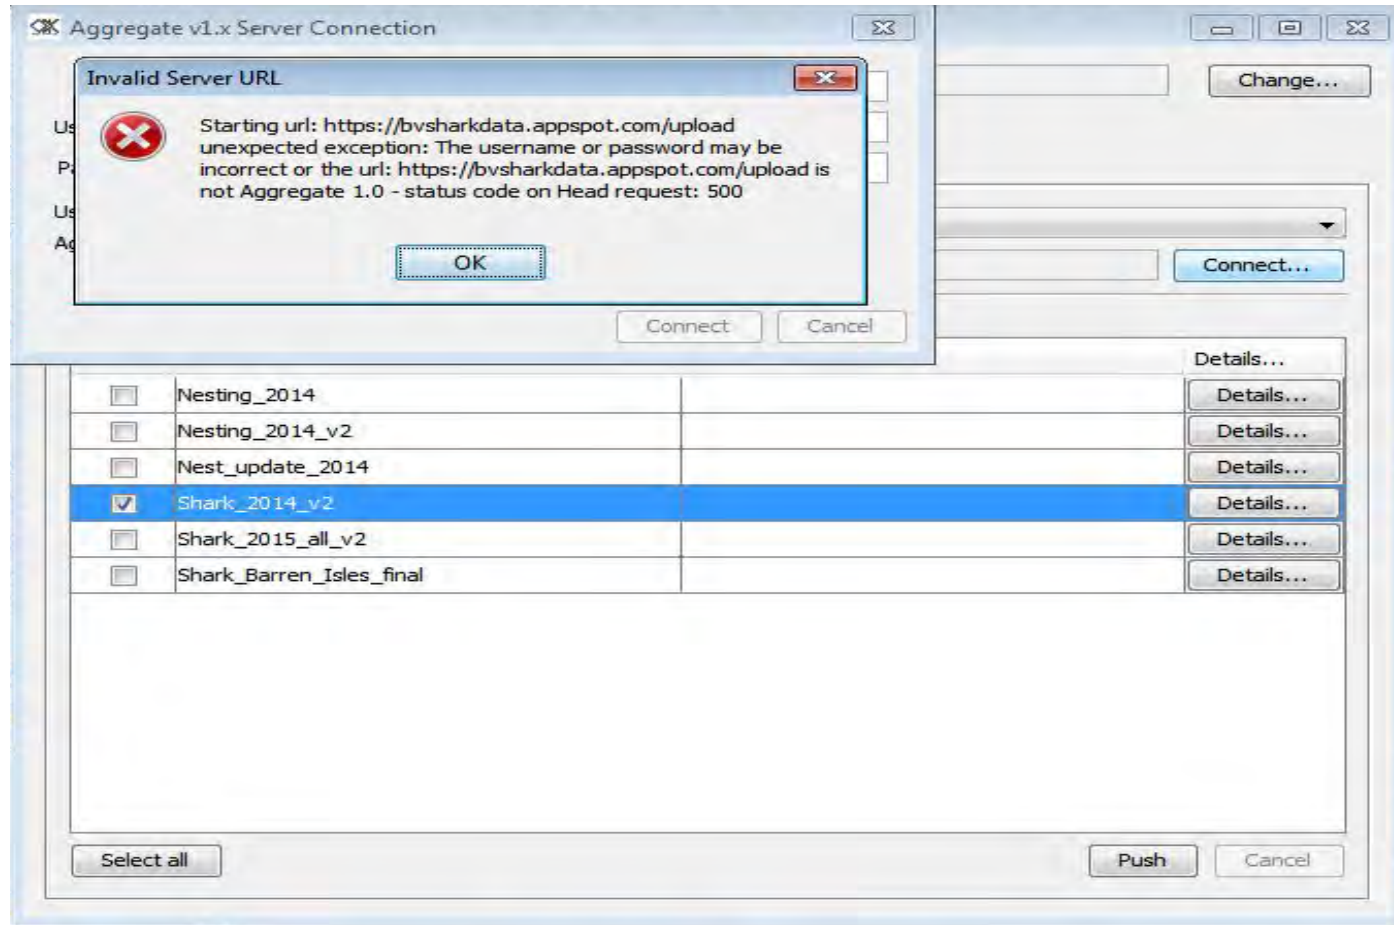 Aggregate v1.x Server Connection
Invalid Server URL
Change...
Starting url: https://bvsharkdata.appspot.com/upload
unexpected exception: The username or password may be
incorrect or the url: https://bvsharkdata.appspot.com/upload is
not Aggregate 1.0 - status code on Head request: 500
OK
Connect...
Connect
Cancel
Details...
Nesting_2014
Details...
Nesting_2014_v2
Details...
Nest_update_2014
Details...
Shark_2014_v2
Details...
Shark_2015_all_v2
Details...
Shark_Barren_Isles_final
Details...
Select all
Push
Cancel